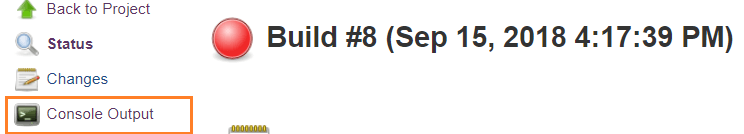 Back to Project
Status
Changes
Console Output
Build #8 (Sep 15, 2018 4:17:39 PM)